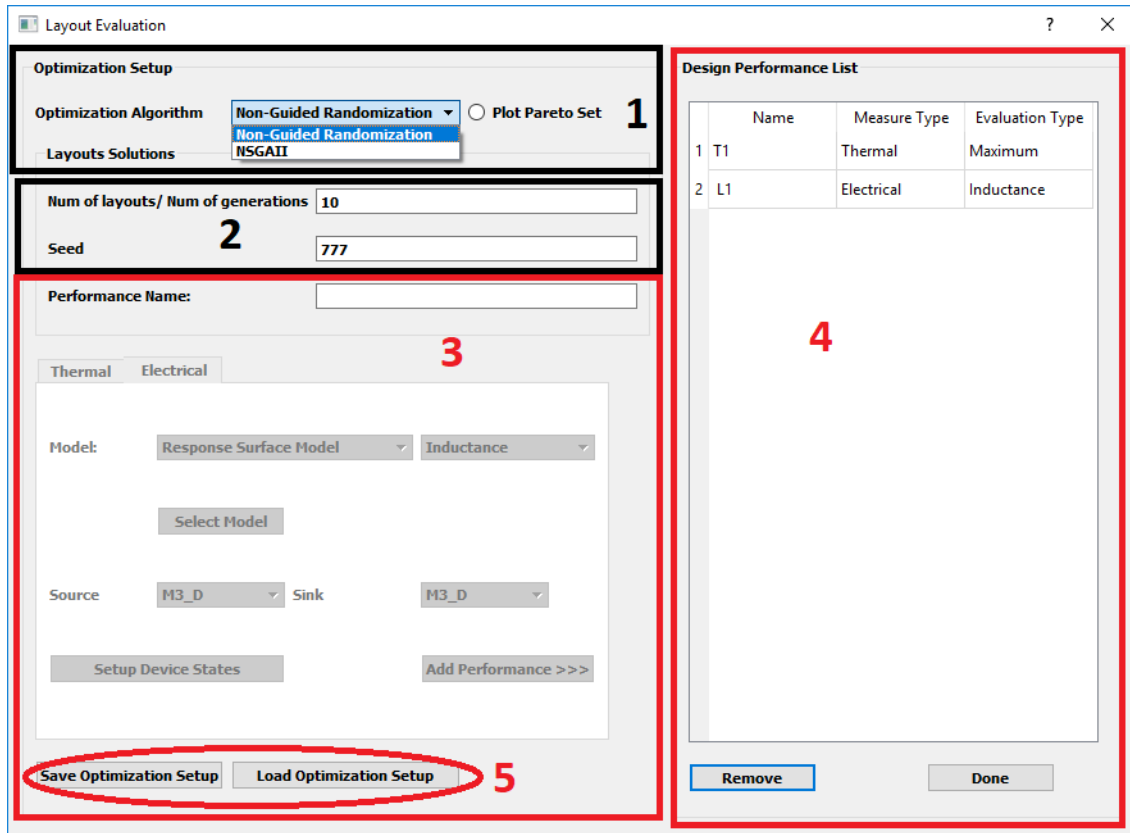 Layout Evaluation ? ×
Optimization Setup
Optimization Algorithm Non-Guided Randomization Plot Pareto Set 1
Non-Guided Randomization
NSGAII
Layouts Solutions
Num of layouts/ Num of generations 10
2
Seed 777
Performance Name:
3
Thermal Electrical
Model: Response Surface Model Inductance
Select Model
Source M3_D Sink M3_D
Setup Device States Add Performance >>>
Save Optimization Setup Load Optimization Setup 5
Design Performance List
Name Measure Type Evaluation Type
1 T1 Thermal Maximum
2 L1 Electrical Inductance
4
Remove Done